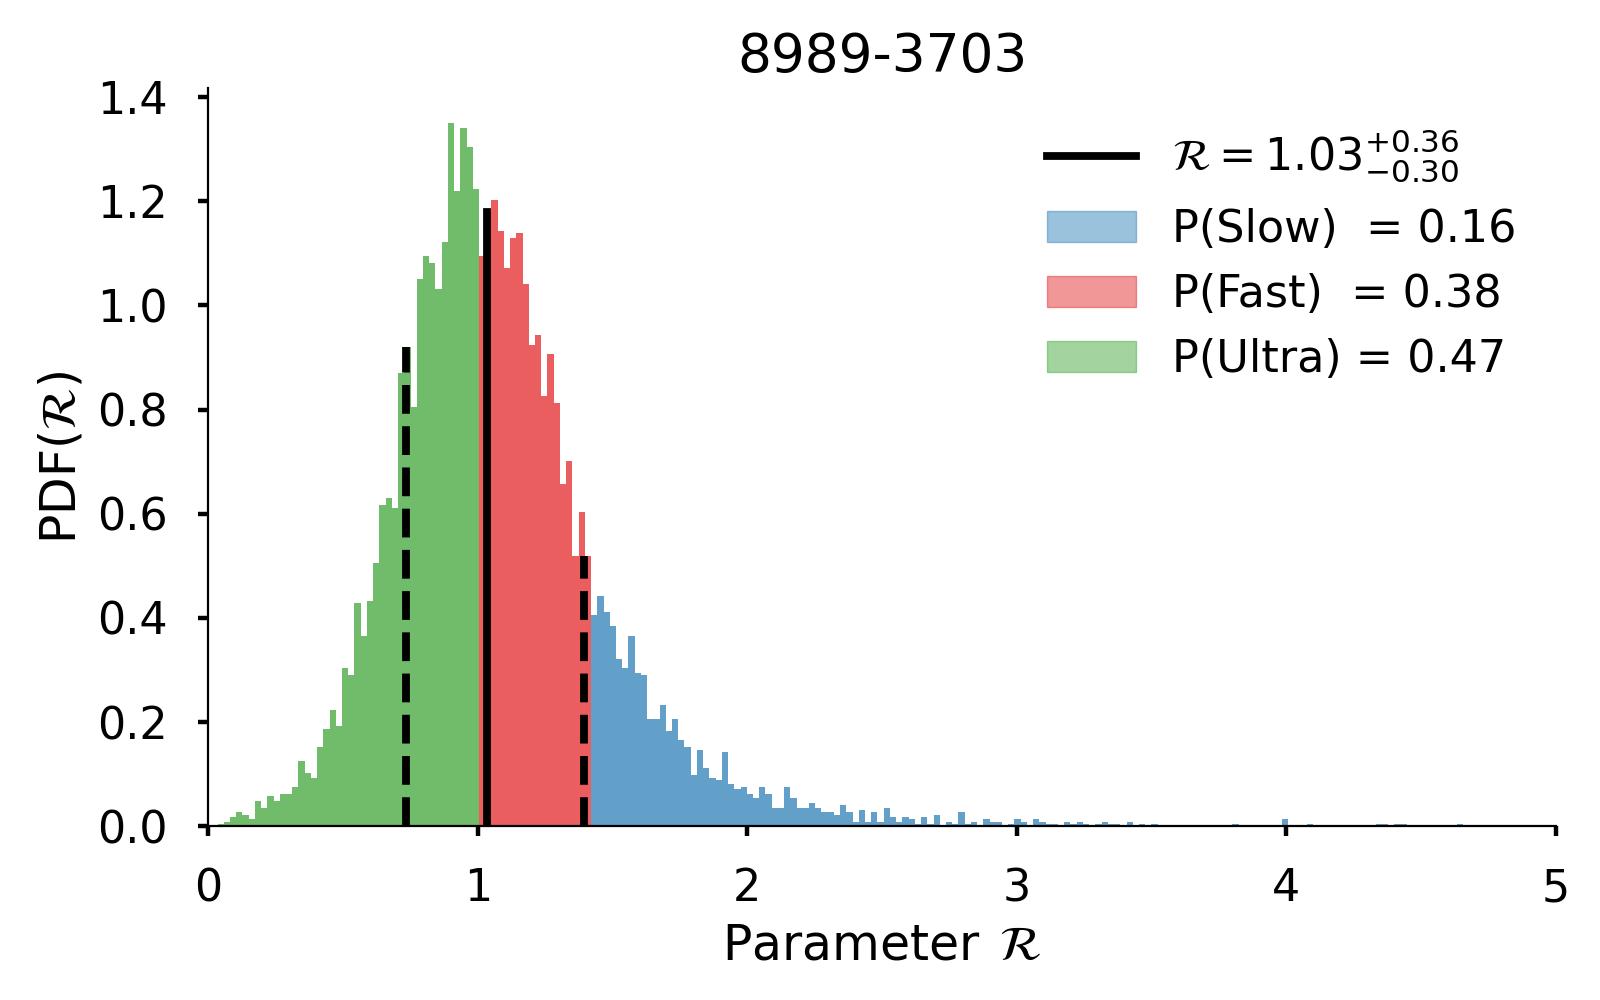 8989-3703
1.4
1.2
1.0
0.8
0.6
0.4
0.2
0.0
PDF(ℛ)
ℛ = 1.03 +0.36 −0.30
P(Slow) = 0.16
P(Fast) = 0.38
P(Ultra) = 0.47
0 1 2 3 4 5
Parameter ℛ